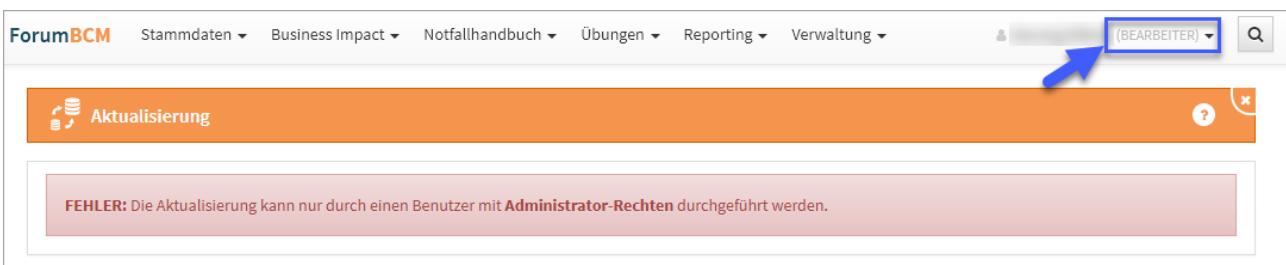 ForumBCM Stammdaten Business Impact Notfallhandbuch Übungen Reporting Verwaltung (BEARBEITER)
Aktualisierung ?
FEHLER: Die Aktualisierung kann nur durch einen Benutzer mit Administrator-Rechten durchgeführt werden.